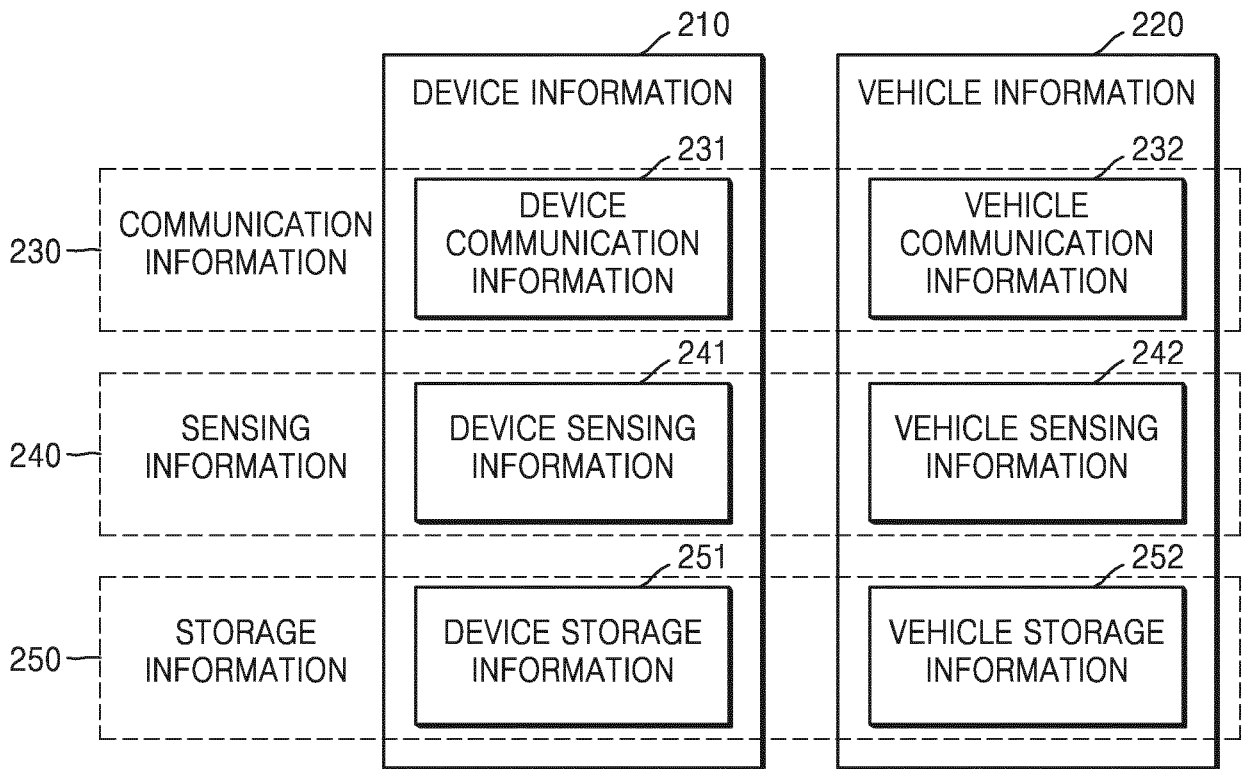 210
220
DEVICE INFORMATION
VEHICLE INFORMATION
231
232
230
COMMUNICATION
INFORMATION
DEVICE
COMMUNICATION
INFORMATION
VEHICLE
COMMUNICATION
INFORMATION
241
242
240
SENSING
INFORMATION
DEVICE SENSING
INFORMATION
VEHICLE SENSING
INFORMATION
251
252
250
STORAGE
INFORMATION
DEVICE STORAGE
INFORMATION
VEHICLE STORAGE
INFORMATION